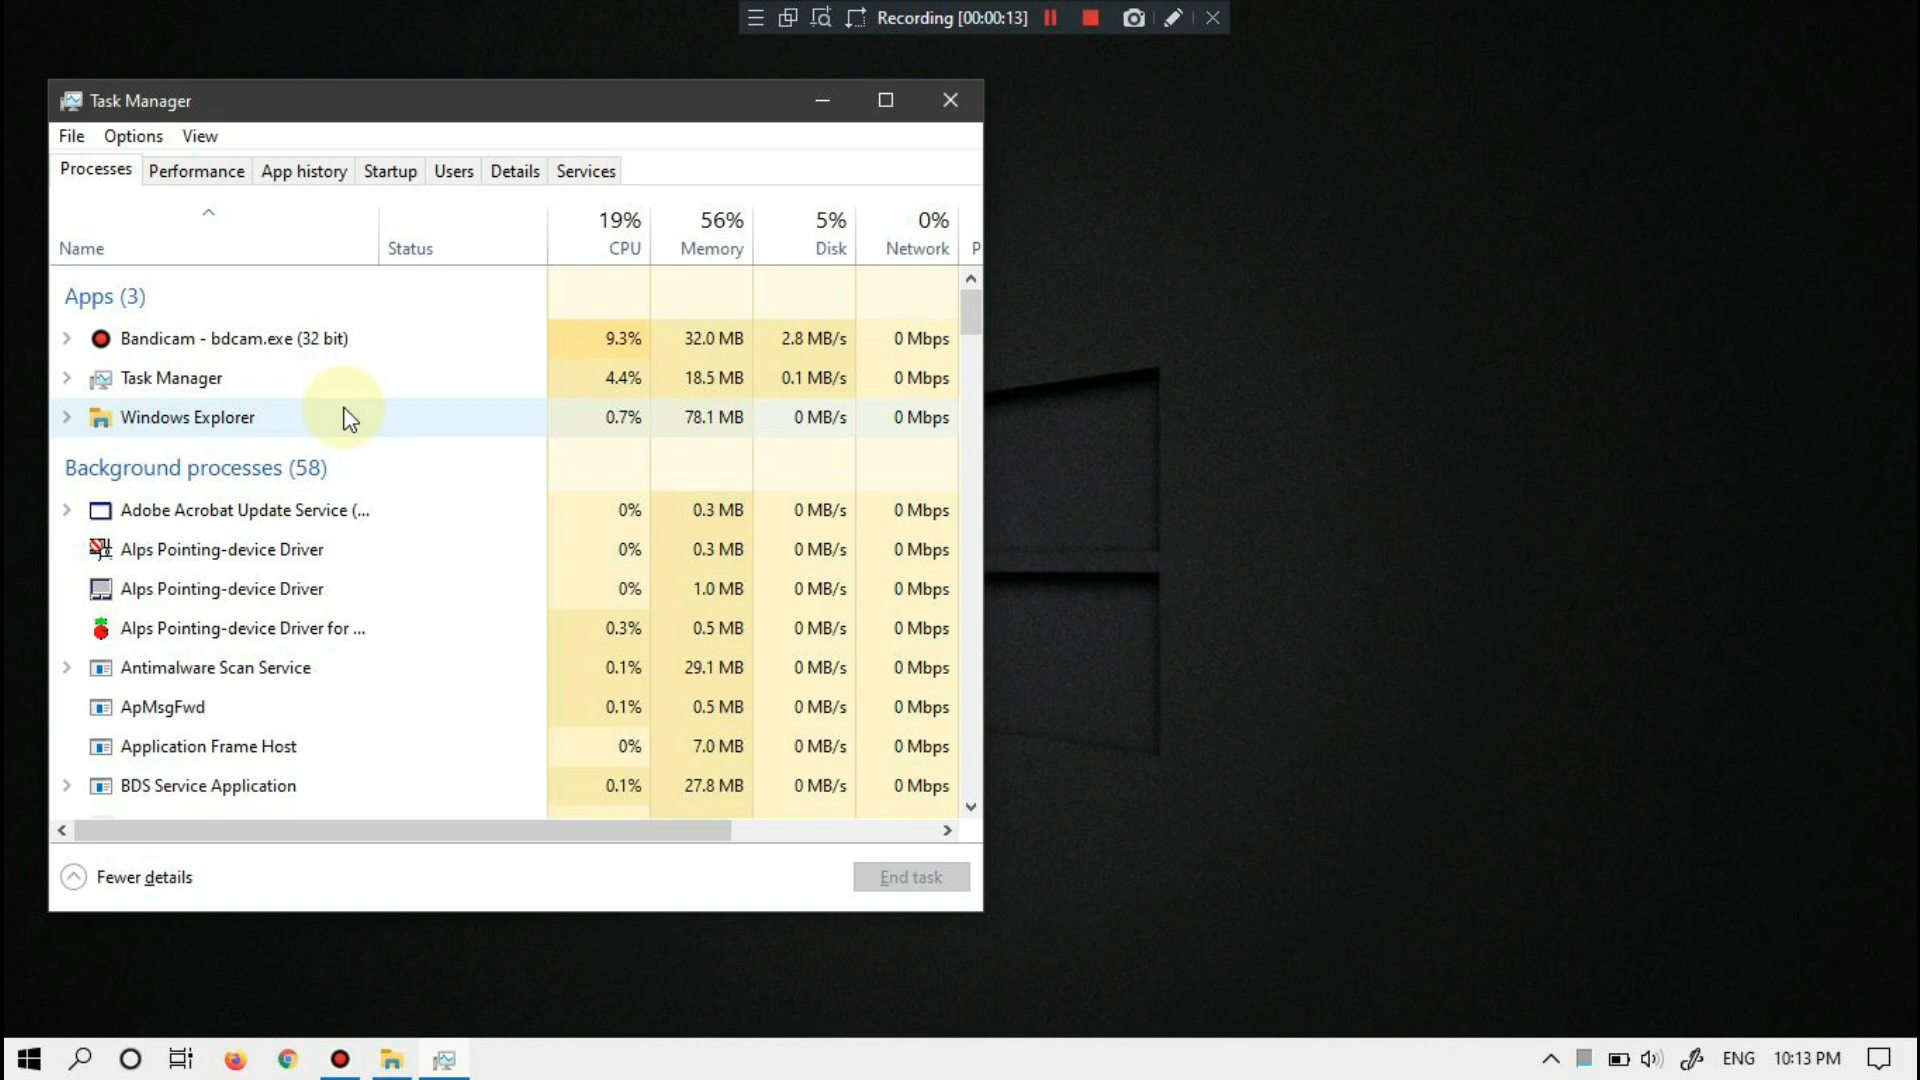 Recording [00:00:13]
Task Manager
File Options View
Processes Performance App history Startup Users Details Services
19% 56% 5% 0%
Name Status CPU Memory Disk Network P
Apps (3)
Bandicam - bdcam.exe (32 bit) 9.3% 32.0 MB 2.8 MB/s 0 Mbps
Task Manager 4.4% 18.5 MB 0.1 MB/s 0 Mbps
Windows Explorer 0.7% 78.1 MB 0 MB/s 0 Mbps
Background processes (58)
Adobe Acrobat Update Service (... 0% 0.3 MB 0 MB/s 0 Mbps
Alps Pointing-device Driver 0% 0.3 MB 0 MB/s 0 Mbps
Alps Pointing-device Driver 0% 1.0 MB 0 MB/s 0 Mbps
Alps Pointing-device Driver for ... 0.3% 0.5 MB 0 MB/s 0 Mbps
Antimalware Scan Service 0.1% 29.1 MB 0 MB/s 0 Mbps
ApMsgFwd 0.1% 0.5 MB 0 MB/s 0 Mbps
Application Frame Host 0% 7.0 MB 0 MB/s 0 Mbps
BDS Service Application 0.1% 27.8 MB 0 MB/s 0 Mbps
Fewer details End task
ENG 10:13 PM